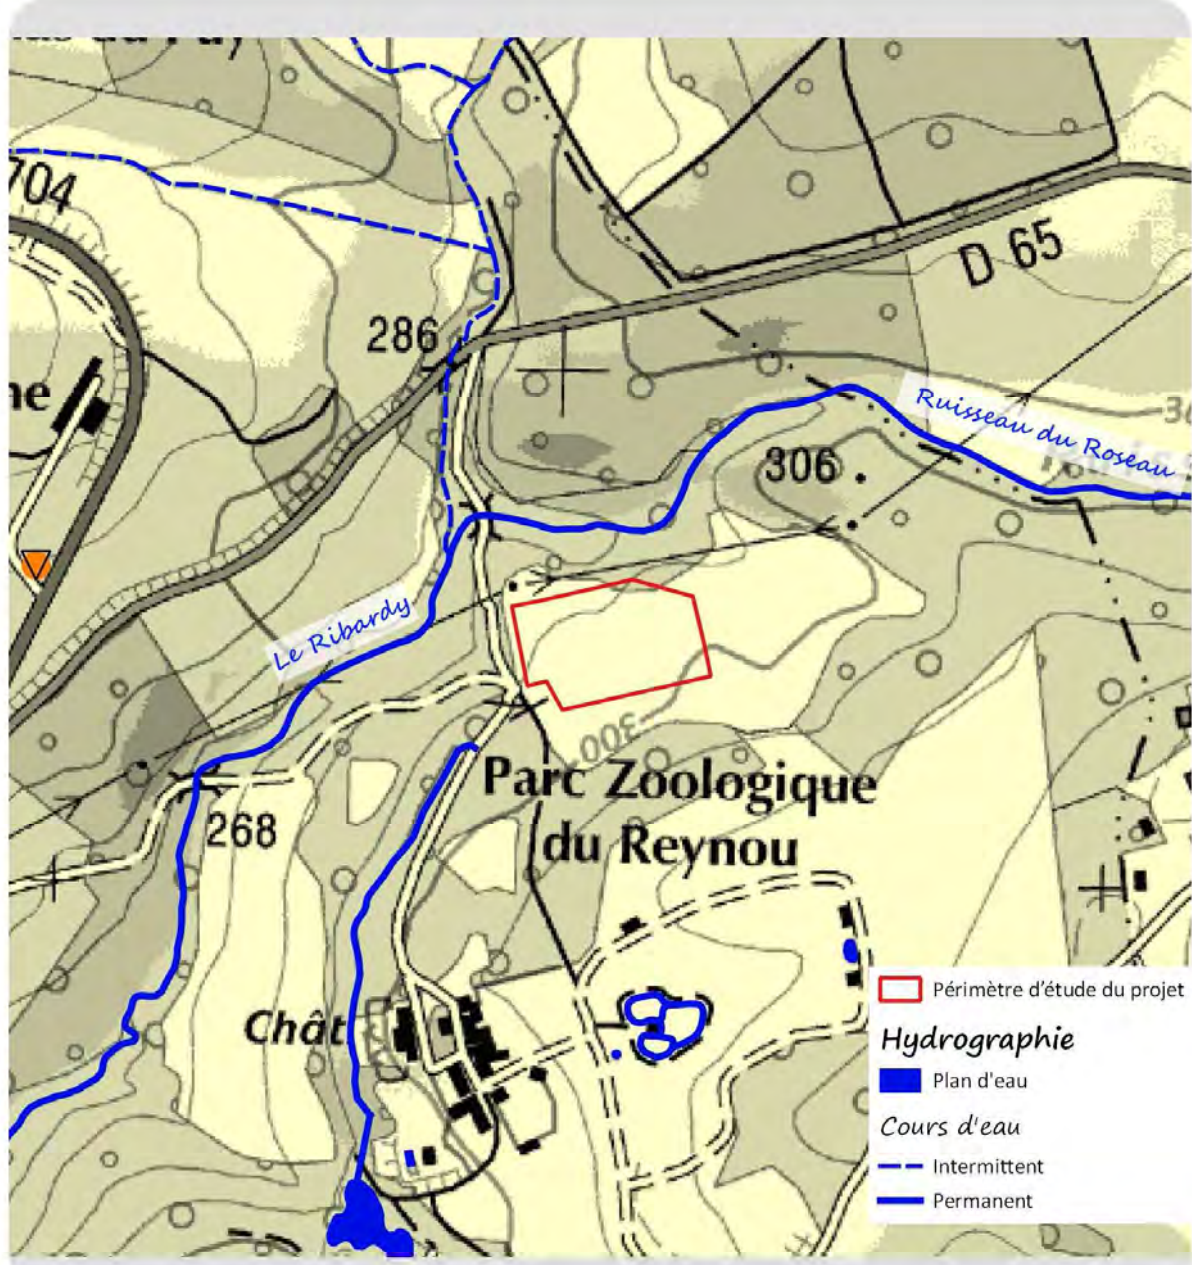 704
D 65
286
Ruisseau du Roseau
306
Le Ribardy
300
Parc Zoologique
du Reynou
268
Chât
Périmètre d'étude du projet
Hydrographie
Plan d'eau
Cours d'eau
Intermittent
Permanent